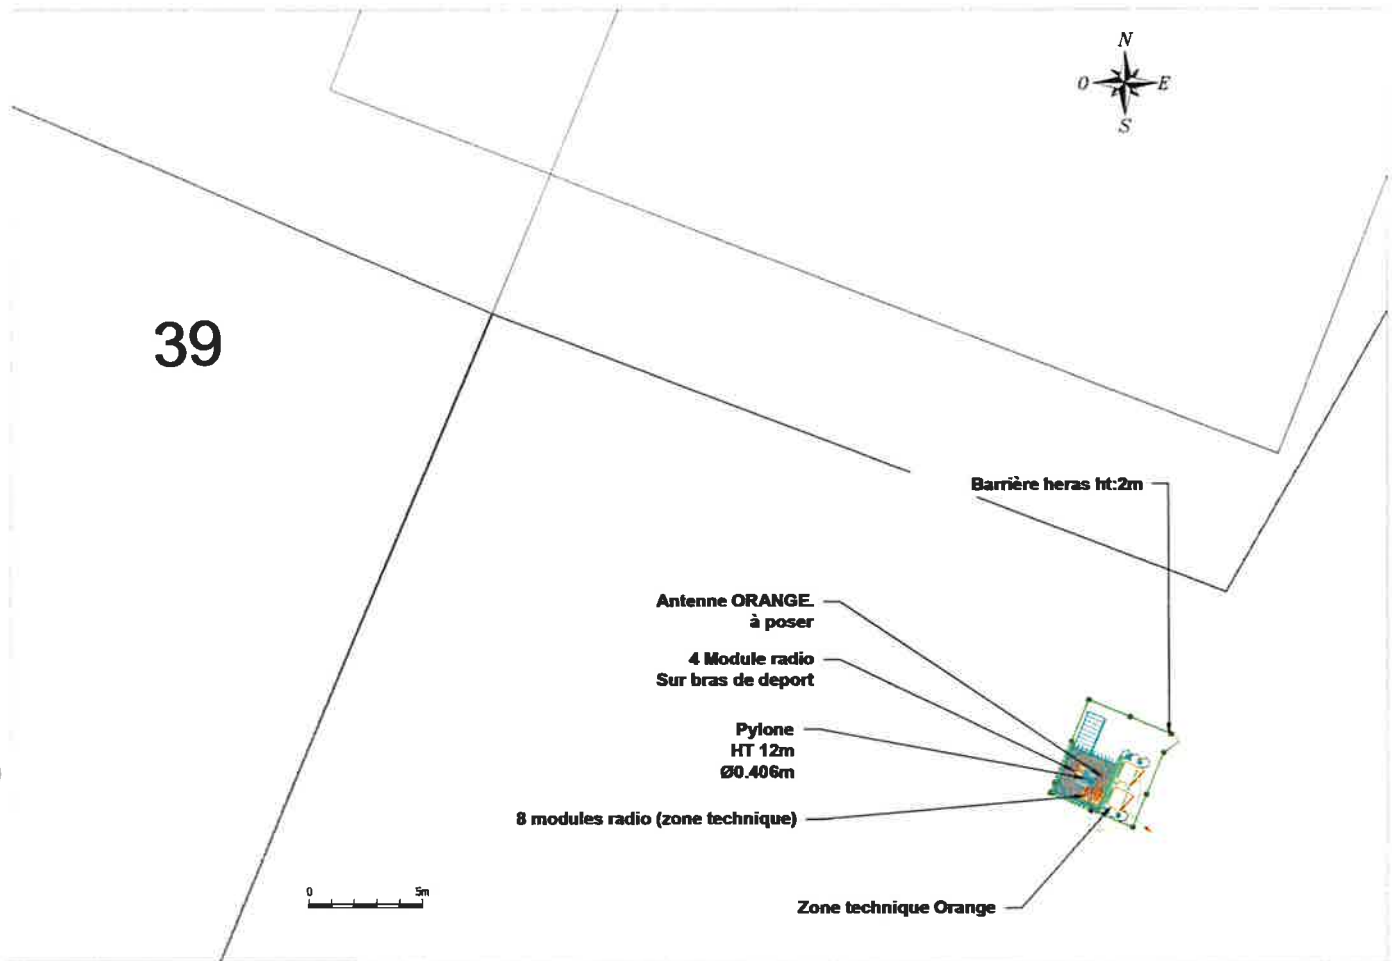 N
O
E
S
39
Barrière heras ht:2m
Antenne ORANGE
à poser
4 Module radio
Sur bras de deport
Pylone
HT 12m
Ø0.406m
8 modules radio (zone technique)
0
5m
Zone technique Orange